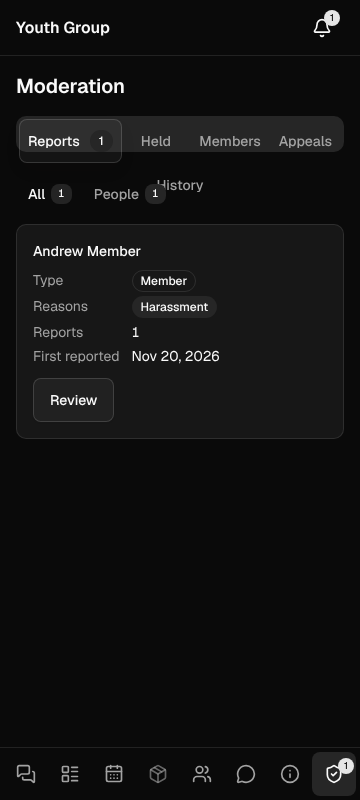 Youth Group
1
Moderation
Reports 1 Held Members Appeals
History
All 1 People 1
Andrew Member
Type Member
Reasons Harassment
Reports 1
First reported Nov 20, 2026
Review
1